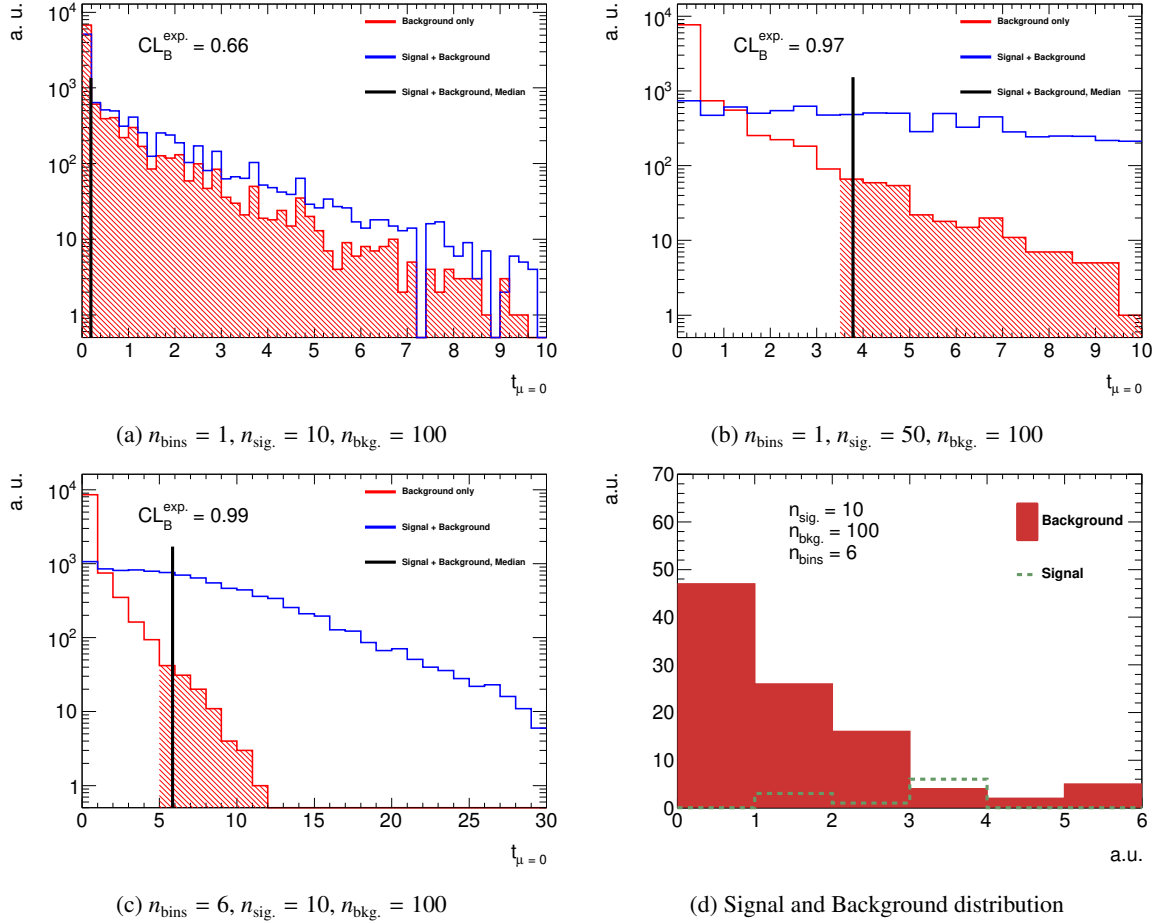 a. u.
10^4
10^3
10^2
10
1
CL_B^exp. = 0.66
Background only
Signal + Background
Signal + Background, Median
0 1 2 3 4 5 6 7 8 9 10
t_μ = 0
(a) n_bins = 1, n_sig. = 10, n_bkg. = 100
a. u.
10^4
10^3
10^2
10
1
CL_B^exp. = 0.97
Background only
Signal + Background
Signal + Background, Median
0 1 2 3 4 5 6 7 8 9 10
t_μ = 0
(b) n_bins = 1, n_sig. = 50, n_bkg. = 100
a. u.
10^4
10^3
10^2
10
1
CL_B^exp. = 0.99
Background only
Signal + Background
Signal + Background, Median
0 5 10 15 20 25 30
t_μ = 0
(c) n_bins = 6, n_sig. = 10, n_bkg. = 100
a.u.
70
60
50
40
30
20
10
0
n_sig. = 10
n_bkg. = 100
n_bins = 6
Background
Signal
0 1 2 3 4 5 6
a.u.
(d) Signal and Background distribution